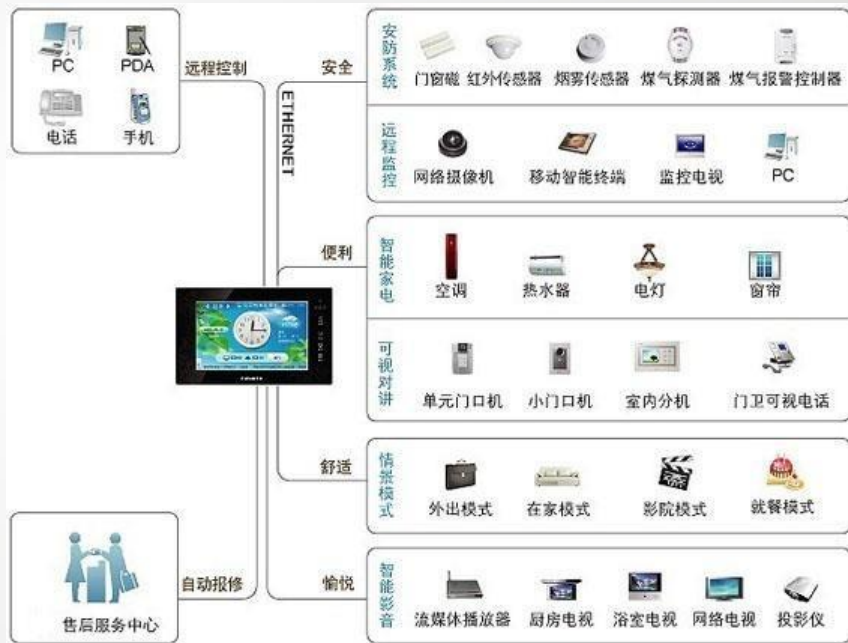 PC
PDA
电话
手机
远程控制
ETHERNET
安全
安防系统
门窗磁
红外传感器
烟雾传感器
煤气探测器
煤气报警控制器
远程监控
网络摄像机
移动智能终端
监控电视
PC
便利
智能家电
空调
热水器
电灯
窗帘
可视对讲
单元门口机
小门口机
室内分机
门卫可视电话
舒适
情景模式
外出模式
在家模式
影院模式
就餐模式
售后服务中心
自动报修
愉悦
智能影音
流媒体播放器
厨房电视
浴室电视
网络电视
投影仪